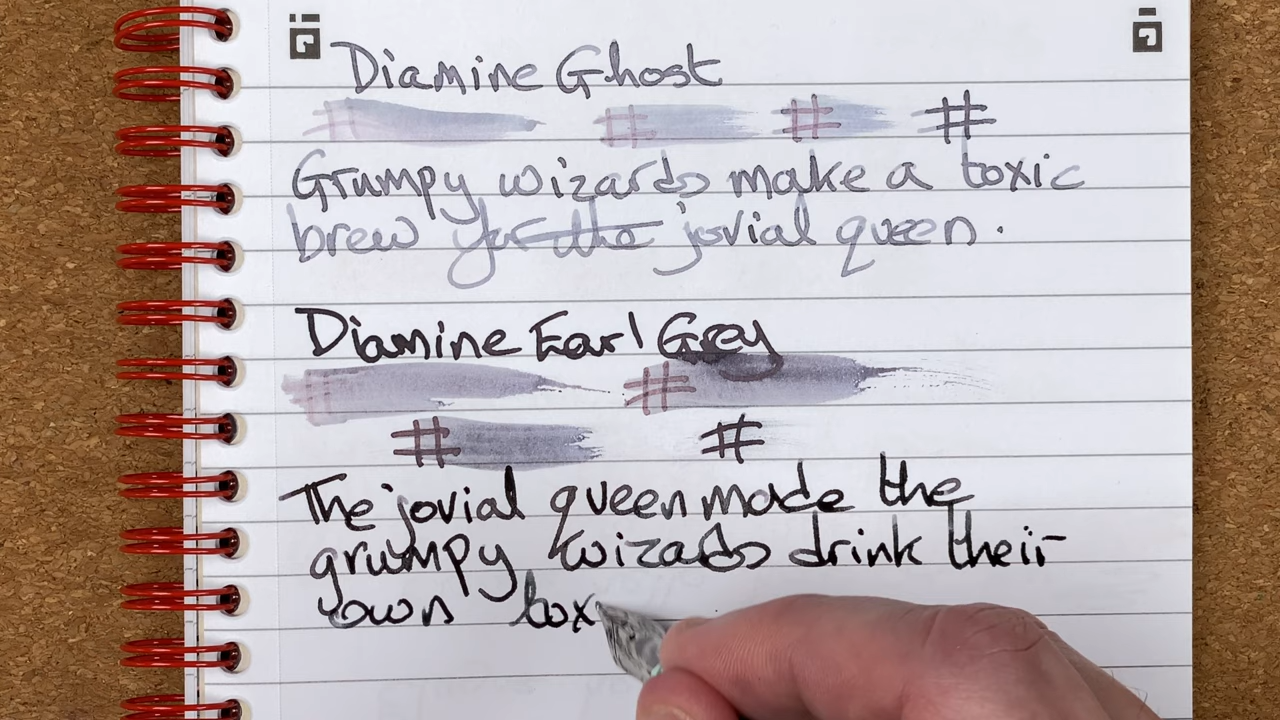 Diamine Ghost
# # #
Grumpy wizards make a toxic
brew for the jovial queen.
Diamine Earl Grey
# #
# #
The jovial queen made the
grumpy wizards drink their
own tox